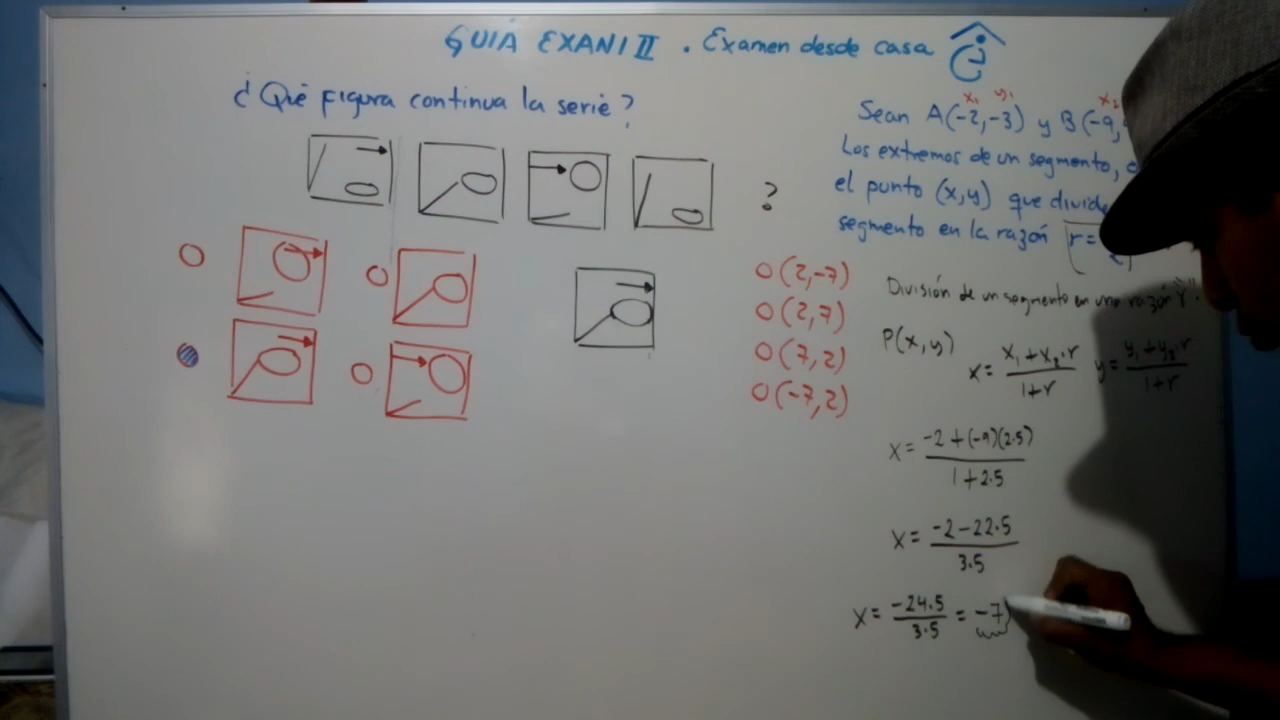 GUIA EXANI II . Examen desde casa
¿ Qué figura continua la serie?
?
x₁ y₁ x₂
Sean A(-2,-3) y B(-9,
Los extremos de un segmento,
el punto (x,y) que divide
segmento en la razón r=
O (2,-7)
O (2,7)
O (7,2)
O (-7,2)
División de un segmento en una razón "r".
P(x,y)
x = x₁+x₂.r / 1+r y = y₁+y₂.r / 1+r
x = -2+(-9)(2.5) / 1+2.5
x = -2-22.5 / 3.5
x = -24.5 / 3.5 = -7